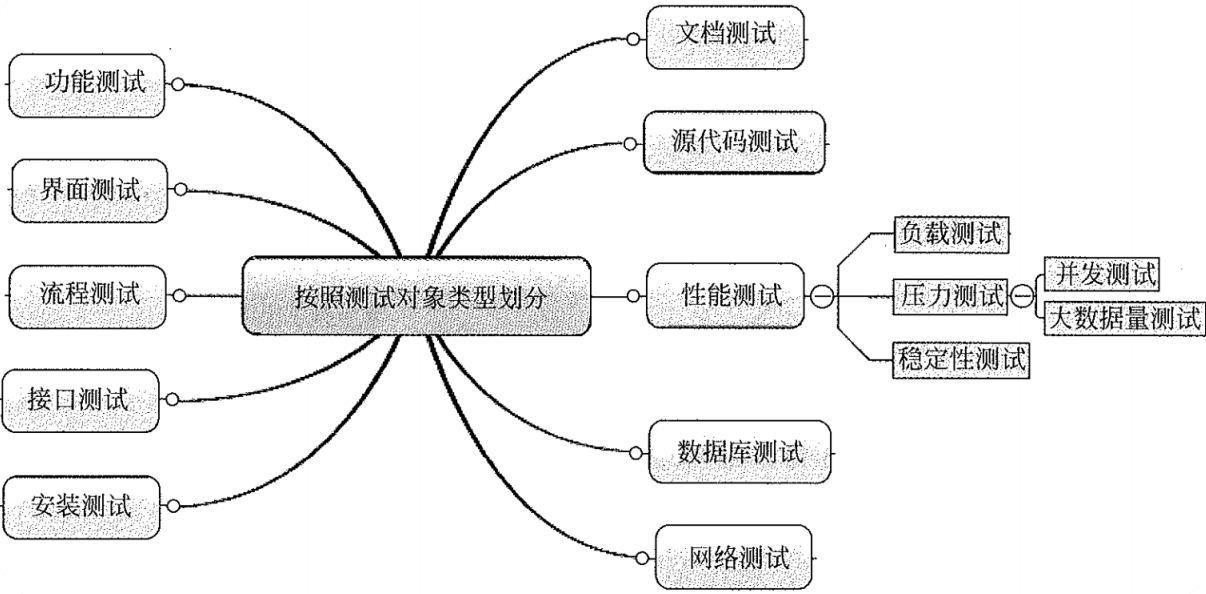 功能测试
界面测试
流程测试
接口测试
安装测试
按照测试对象类型划分
文档测试
源代码测试
性能测试
负载测试
压力测试
并发测试
大数据量测试
稳定性测试
数据库测试
网络测试